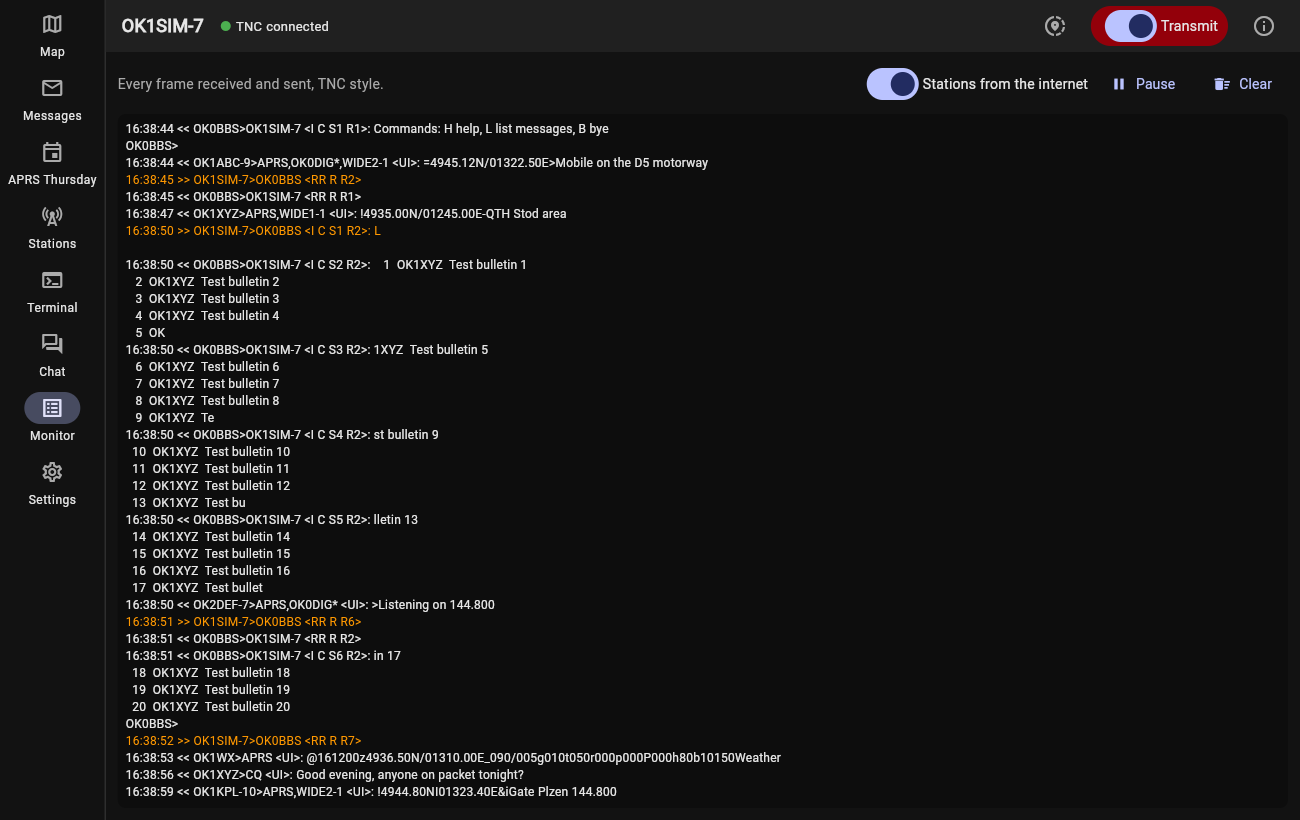 OK1SIM-7
TNC connected
Transmit
Map
Messages
APRS Thursday
Stations
Terminal
Chat
Monitor
Settings
Every frame received and sent, TNC style.
Stations from the internet
Pause
Clear
16:38:44 << OK0BBS>OK1SIM-7 <I C S1 R1>: Commands: H help, L list messages, B bye
OK0BBS>
16:38:44 << OK1ABC-9>APRS,OK0DIG*,WIDE2-1 <UI>: =4945.12N/01322.50E>Mobile on the D5 motorway
16:38:45 >> OK1SIM-7>OK0BBS <RR R R2>
16:38:45 << OK0BBS>OK1SIM-7 <RR R R1>
16:38:47 << OK1XYZ>APRS,WIDE1-1 <UI>: !4935.00N/01245.00E-QTH Stod area
16:38:50 >> OK1SIM-7>OK0BBS <I C S1 R2>: L
16:38:50 << OK0BBS>OK1SIM-7 <I C S2 R2>:    1  OK1XYZ  Test bulletin 1
2  OK1XYZ  Test bulletin 2
3  OK1XYZ  Test bulletin 3
4  OK1XYZ  Test bulletin 4
5  OK
16:38:50 << OK0BBS>OK1SIM-7 <I C S3 R2>: 1XYZ  Test bulletin 5
6  OK1XYZ  Test bulletin 6
7  OK1XYZ  Test bulletin 7
8  OK1XYZ  Test bulletin 8
9  OK1XYZ  Te
16:38:50 << OK0BBS>OK1SIM-7 <I C S4 R2>: st bulletin 9
10  OK1XYZ  Test bulletin 10
11  OK1XYZ  Test bulletin 11
12  OK1XYZ  Test bulletin 12
13  OK1XYZ  Test bu
16:38:50 << OK0BBS>OK1SIM-7 <I C S5 R2>: lletin 13
14  OK1XYZ  Test bulletin 14
15  OK1XYZ  Test bulletin 15
16  OK1XYZ  Test bulletin 16
17  OK1XYZ  Test bullet
16:38:50 << OK2DEF-7>APRS,OK0DIG* <UI>: >Listening on 144.800
16:38:51 >> OK1SIM-7>OK0BBS <RR R R6>
16:38:51 << OK0BBS>OK1SIM-7 <RR R R2>
16:38:51 << OK0BBS>OK1SIM-7 <I C S6 R2>: in 17
18  OK1XYZ  Test bulletin 18
19  OK1XYZ  Test bulletin 19
20  OK1XYZ  Test bulletin 20
OK0BBS>
16:38:52 >> OK1SIM-7>OK0BBS <RR R R7>
16:38:53 << OK1WX>APRS <UI>: @161200z4936.50N/01310.00E_090/005g010t050r000p000P000h80b10150Weather
16:38:56 << OK1XYZ>CQ <UI>: Good evening, anyone on packet tonight?
16:38:59 << OK1KPL-10>APRS,WIDE2-1 <UI>: !4944.80NI01323.40E&iGate Plzen 144.800